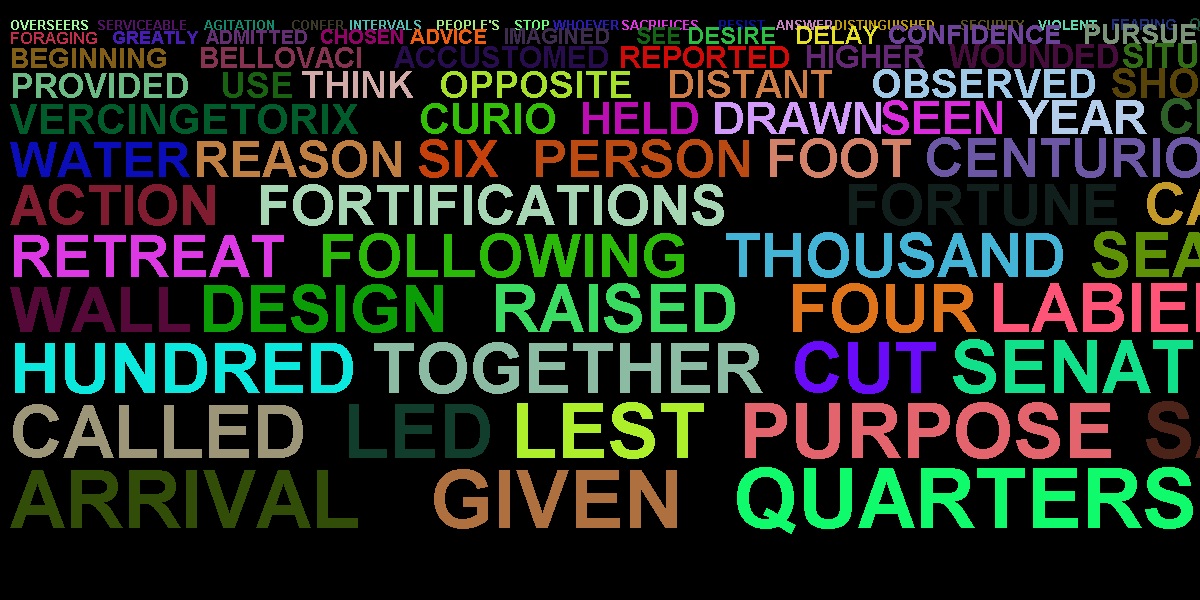 OVERSEERS SERVICEABLE AGITATION CONFER INTERVALS PEOPLE'S STOP WHOEVER SACRIFICES RESIST ANSWER DISTINGUISHED SECURITY VIOLENT FEARING
FORAGING GREATLY ADMITTED CHOSEN ADVICE IMAGINED SEE DESIRE DELAY CONFIDENCE PURSUE
BEGINNING BELLOVACI ACCUSTOMED REPORTED HIGHER WOUNDED SITU
PROVIDED USE THINK OPPOSITE DISTANT OBSERVED SHO
VERCINGETORIX CURIO HELD DRAWN SEEN YEAR
WATER REASON SIX PERSON FOOT CENTURIO
ACTION FORTIFICATIONS FORTUNE CA
RETREAT FOLLOWING THOUSAND SEA
WALL DESIGN RAISED FOUR LABIE
HUNDRED TOGETHER CUT SENAT
CALLED LED LEST PURPOSE
ARRIVAL GIVEN QUARTERS